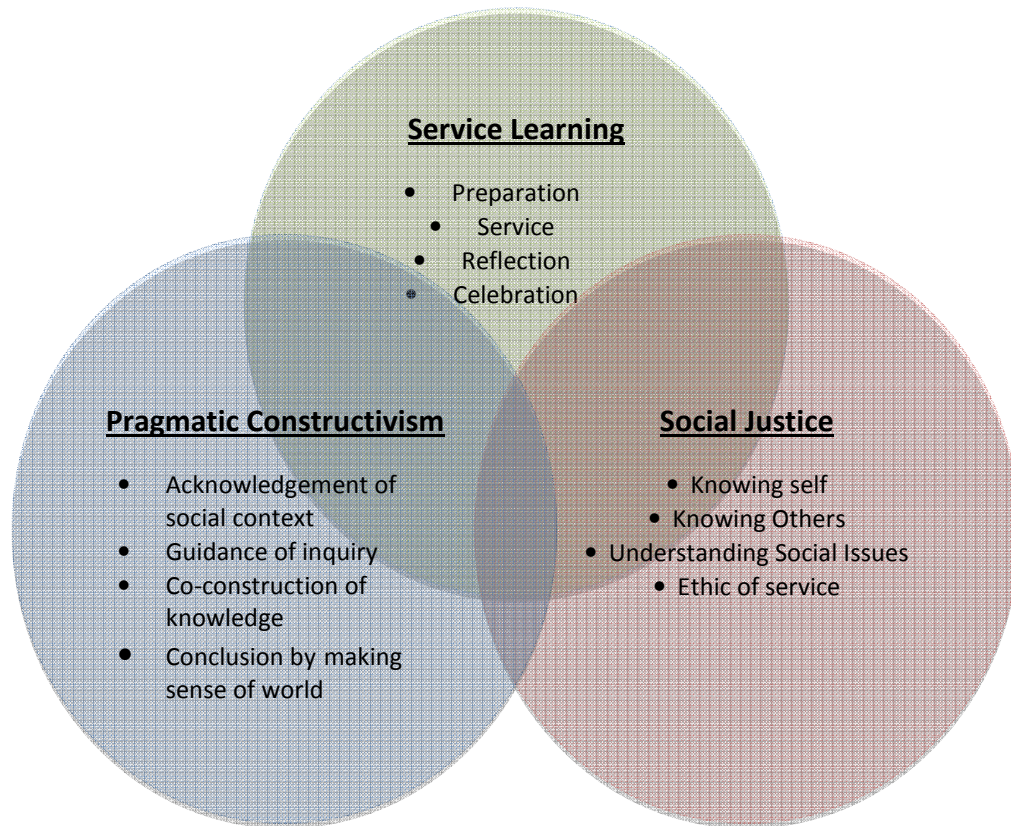 Service Learning
• Preparation
• Service
• Reflection
• Celebration
Pragmatic Constructivism
• Acknowledgement of
social context
• Guidance of inquiry
• Co-construction of
knowledge
• Conclusion by making
sense of world
Social Justice
• Knowing self
• Knowing Others
• Understanding Social Issues
• Ethic of service